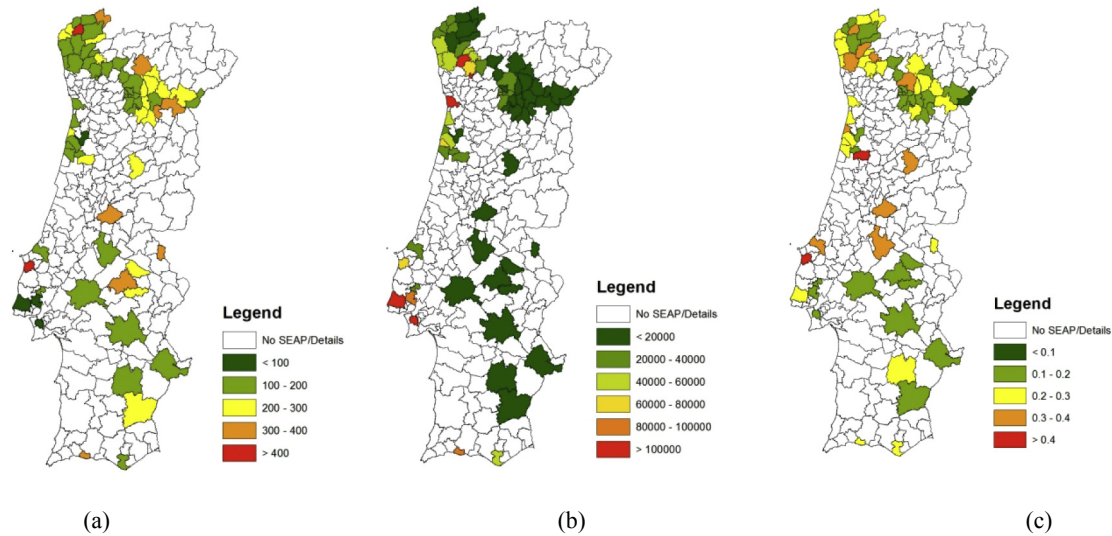 Legend
No SEAP/Details
< 100
100 - 200
200 - 300
300 - 400
> 400
Legend
No SEAP/Details
< 20000
20000 - 40000
40000 - 60000
60000 - 80000
80000 - 100000
> 100000
Legend
No SEAP/Details
< 0.1
0.1 - 0.2
0.2 - 0.3
0.3 - 0.4
> 0.4
(a)
(b)
(c)